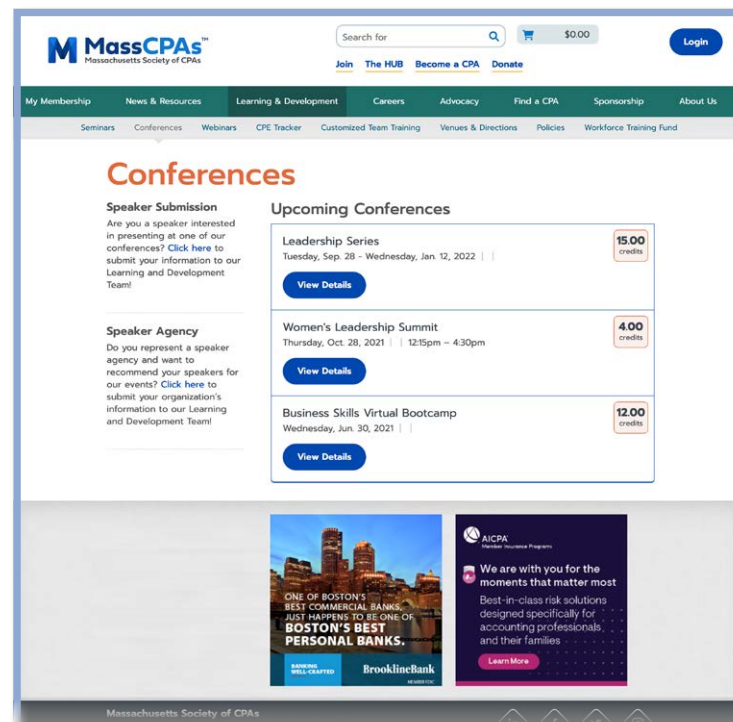 MassCPAs™
Massachusetts Society of CPAs
Search for
$0.00
Login
Join The HUB Become a CPA Donate
My Membership News & Resources Learning & Development Careers Advocacy Find a CPA Sponsorship About Us
Seminars Conferences Webinars CPE Tracker Customized Team Training Venues & Directions Policies Workforce Training Fund
Conferences
Speaker Submission
Are you a speaker interested
in presenting at one of our
conferences? Click here to
submit your information to our
Learning and Development
Team!
Speaker Agency
Do you represent a speaker
agency and want to
recommend your speakers for
our events? Click here to
submit your organization's
information to our Learning
and Development Team!
Upcoming Conferences
Leadership Series
Tuesday, Sep. 28 - Wednesday, Jan. 12, 2022 | |
15.00
credits
View Details
Women's Leadership Summit
Thursday, Oct. 28, 2021 | | 12:15pm – 4:30pm
4.00
credits
View Details
Business Skills Virtual Bootcamp
Wednesday, Jun. 30, 2021 | |
12.00
credits
View Details
ONE OF BOSTON'S
BEST COMMERCIAL BANKS,
JUST HAPPENS TO BE ONE OF
BOSTON'S BEST
PERSONAL BANKS.
BANKING
WELL-CRAFTED
BrooklineBank
MEMBER FDIC
AICPA
Member Insurance Programs
We are with you for the
moments that matter most
Best-in-class risk solutions
designed specifically for
accounting professionals
and their families
Learn More
Massachusetts Society of CPAs